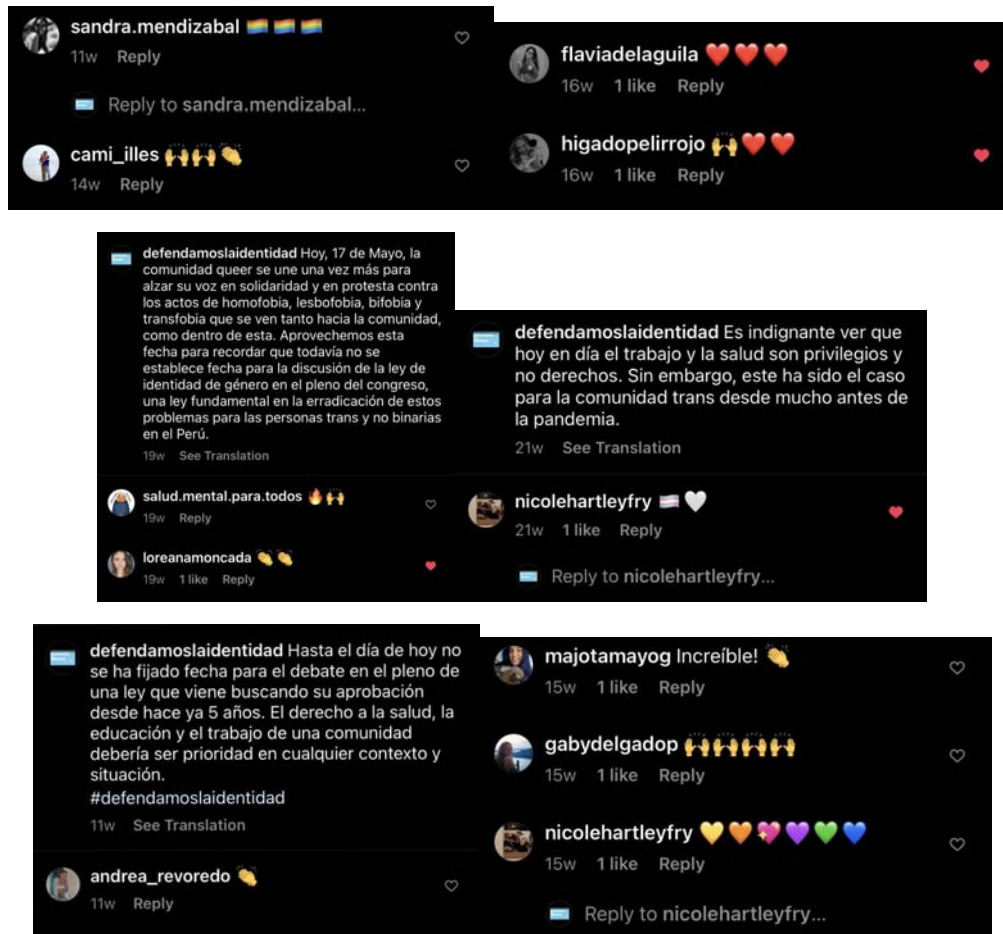 sandra.mendizabal 🏳️‍🌈 🏳️‍🌈 🏳️‍🌈
11w Reply
Reply to sandra.mendizabal...
cami_illes 🙌🙌👏
14w Reply
flaviadelaguila ❤️ ❤️ ❤️
16w 1 like Reply
higadopelirrojo 🙌❤️ ❤️
16w 1 like Reply
defendamoslaidentidad Hoy, 17 de Mayo, la
comunidad queer se une una vez más para
alzar su voz en solidaridad y en protesta contra
los actos de homofobia, lesbofobia, bifobia y
transfobia que se ven tanto hacia la comunidad,
como dentro de esta. Aprovechemos esta
fecha para recordar que todavía no se
establece fecha para la discusión de la ley de
identidad de género en el pleno del congreso,
una ley fundamental en la erradicación de estos
problemas para las personas trans y no binarias
en el Perú.
19w See Translation
salud.mental.para.todos 🔥🙌
19w Reply
loreanamoncada 👏👏
19w 1 like Reply
defendamoslaidentidad Es indignante ver que
hoy en día el trabajo y la salud son privilegios y
no derechos. Sin embargo, este ha sido el caso
para la comunidad trans desde mucho antes de
la pandemia.
21w See Translation
nicolehartleyfry 🏳️‍⚧️🤍
21w 1 like Reply
Reply to nicolehartleyfry...
defendamoslaidentidad Hasta el día de hoy no
se ha fijado fecha para el debate en el pleno de
una ley que viene buscando su aprobación
desde hace ya 5 años. El derecho a la salud, la
educación y el trabajo de una comunidad
debería ser prioridad en cualquier contexto y
situación.
#defendamoslaidentidad
11w See Translation
andrea_revoredo 👏
11w Reply
majotamayog Increíble! 👏
15w 1 like Reply
gabydelgadop 🙌🙌🙌🙌
15w 1 like Reply
nicolehartleyfry 💛🧡💖💜💚💙
15w 1 like Reply
Reply to nicolehartleyfry...